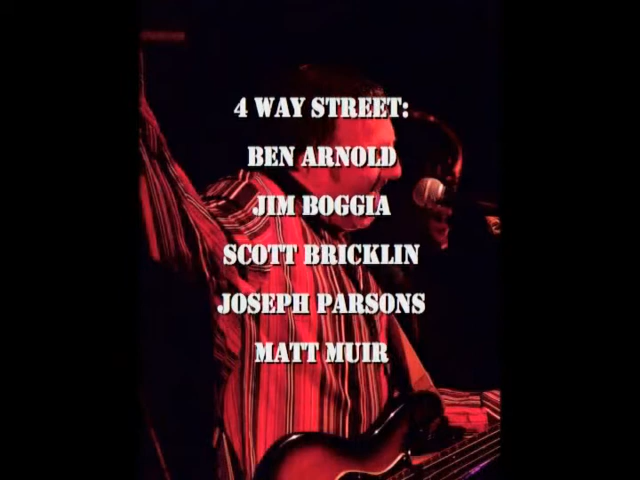 4 WAY STREET:
BEN ARNOLD
JIM BOGGIA
SCOTT BRICKLIN
JOSEPH PARSONS
MATT MUIR